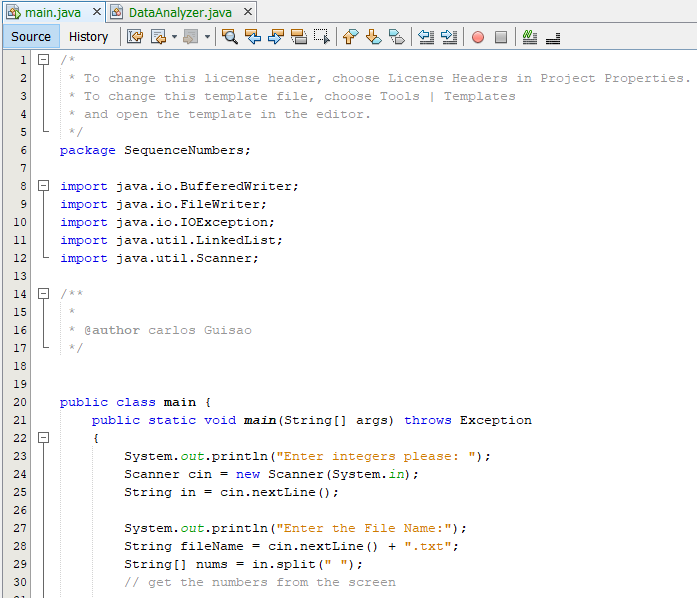 main.java DataAnalyzer.java
Source History
1 /*
2 * To change this license header, choose License Headers in Project Properties.
3 * To change this template file, choose Tools | Templates
4 * and open the template in the editor.
5 */
6 package SequenceNumbers;
7
8 import java.io.BufferedWriter;
9 import java.io.FileWriter;
10 import java.io.IOException;
11 import java.util.LinkedList;
12 import java.util.Scanner;
13
14 /**
15 *
16 * @author carlos Guisao
17 */
18
19
20 public class main {
21 public static void main(String[] args) throws Exception
22 {
23 System.out.println("Enter integers please: ");
24 Scanner cin = new Scanner(System.in);
25 String in = cin.nextLine();
26
27 System.out.println("Enter the File Name:");
28 String fileName = cin.nextLine() + ".txt";
29 String[] nums = in.split(" ");
30 // get the numbers from the screen